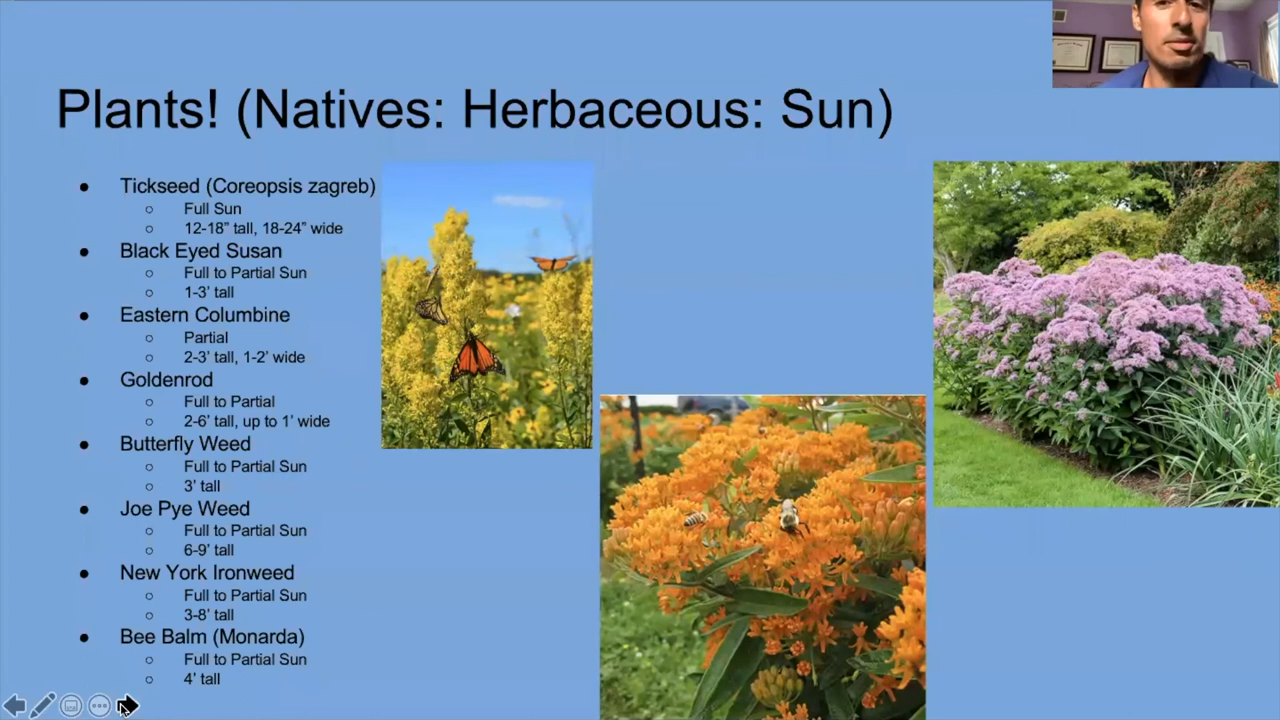 Plants! (Natives: Herbaceous: Sun)
● Tickseed (Coreopsis zagreb)
○ Full Sun
○ 12-18” tall, 18-24” wide
● Black Eyed Susan
○ Full to Partial Sun
○ 1-3’ tall
● Eastern Columbine
○ Partial
○ 2-3’ tall, 1-2’ wide
● Goldenrod
○ Full to Partial
○ 2-6’ tall, up to 1’ wide
● Butterfly Weed
○ Full to Partial Sun
○ 3’ tall
● Joe Pye Weed
○ Full to Partial Sun
○ 6-9’ tall
● New York Ironweed
○ Full to Partial Sun
○ 3-8’ tall
● Bee Balm (Monarda)
○ Full to Partial Sun
○ 4’ tall